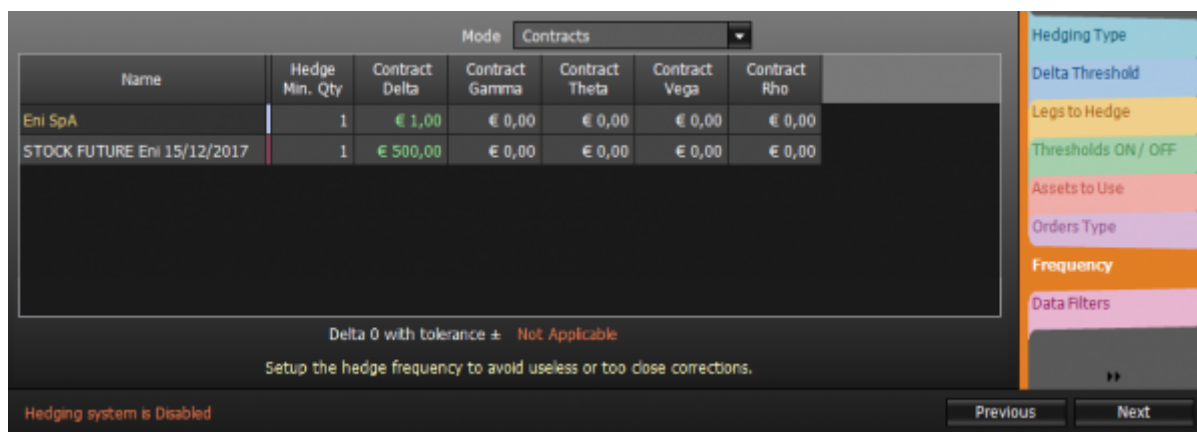 Mode Contracts
Name Hedge Min. Qty Contract Delta Contract Gamma Contract Theta Contract Vega Contract Rho
Eni SpA 1 € 1,00 € 0,00 € 0,00 € 0,00 € 0,00
STOCK FUTURE Eni 15/12/2017 1 € 500,00 € 0,00 € 0,00 € 0,00 € 0,00
Delta 0 with tolerance ± Not Applicable
Setup the hedge frequency to avoid useless or too close corrections.
Hedging system is Disabled
Previous Next
Hedging Type
Delta Threshold
Legs to Hedge
Thresholds ON / OFF
Assets to Use
Orders Type
Frequency
Data Filters